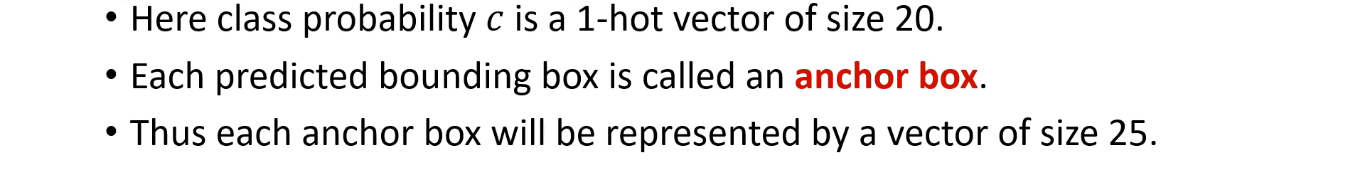 • Here class probability c is a 1-hot vector of size 20.
• Each predicted bounding box is called an anchor box.
• Thus each anchor box will be represented by a vector of size 25.